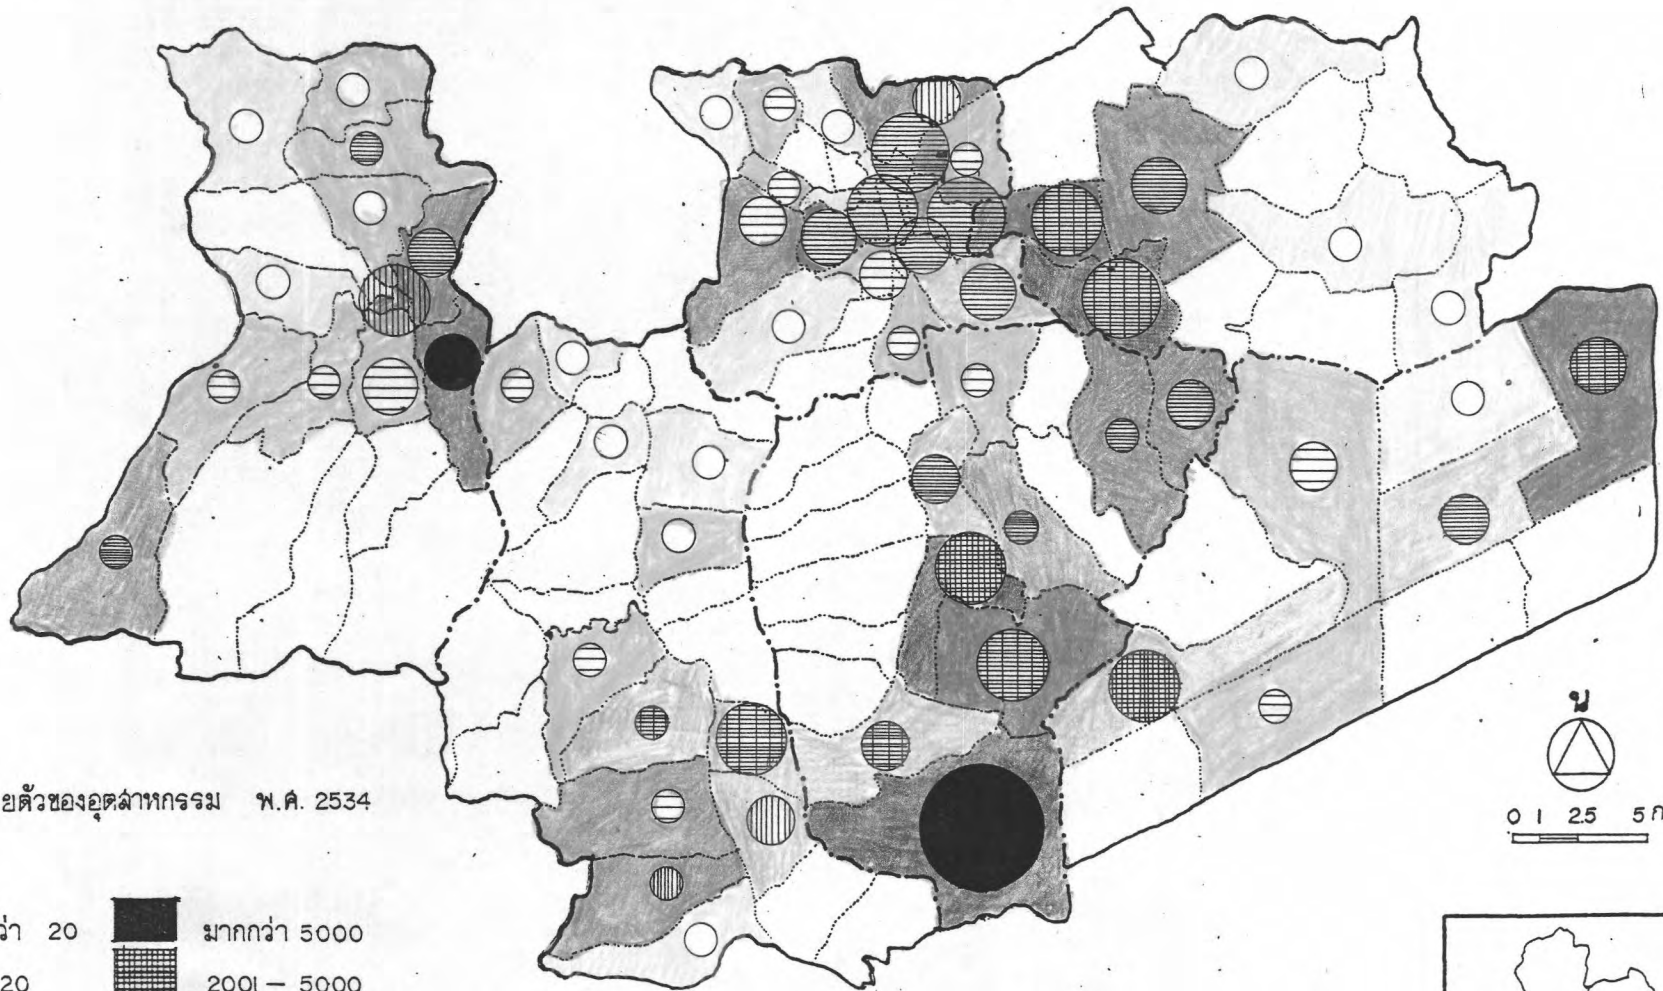 ยตัวของอุตสาหกรรม พ.ศ. 2534
ว่า 20
มากกว่า 5000
20
2001 - 5000
น
0 1 2.5 5 ก